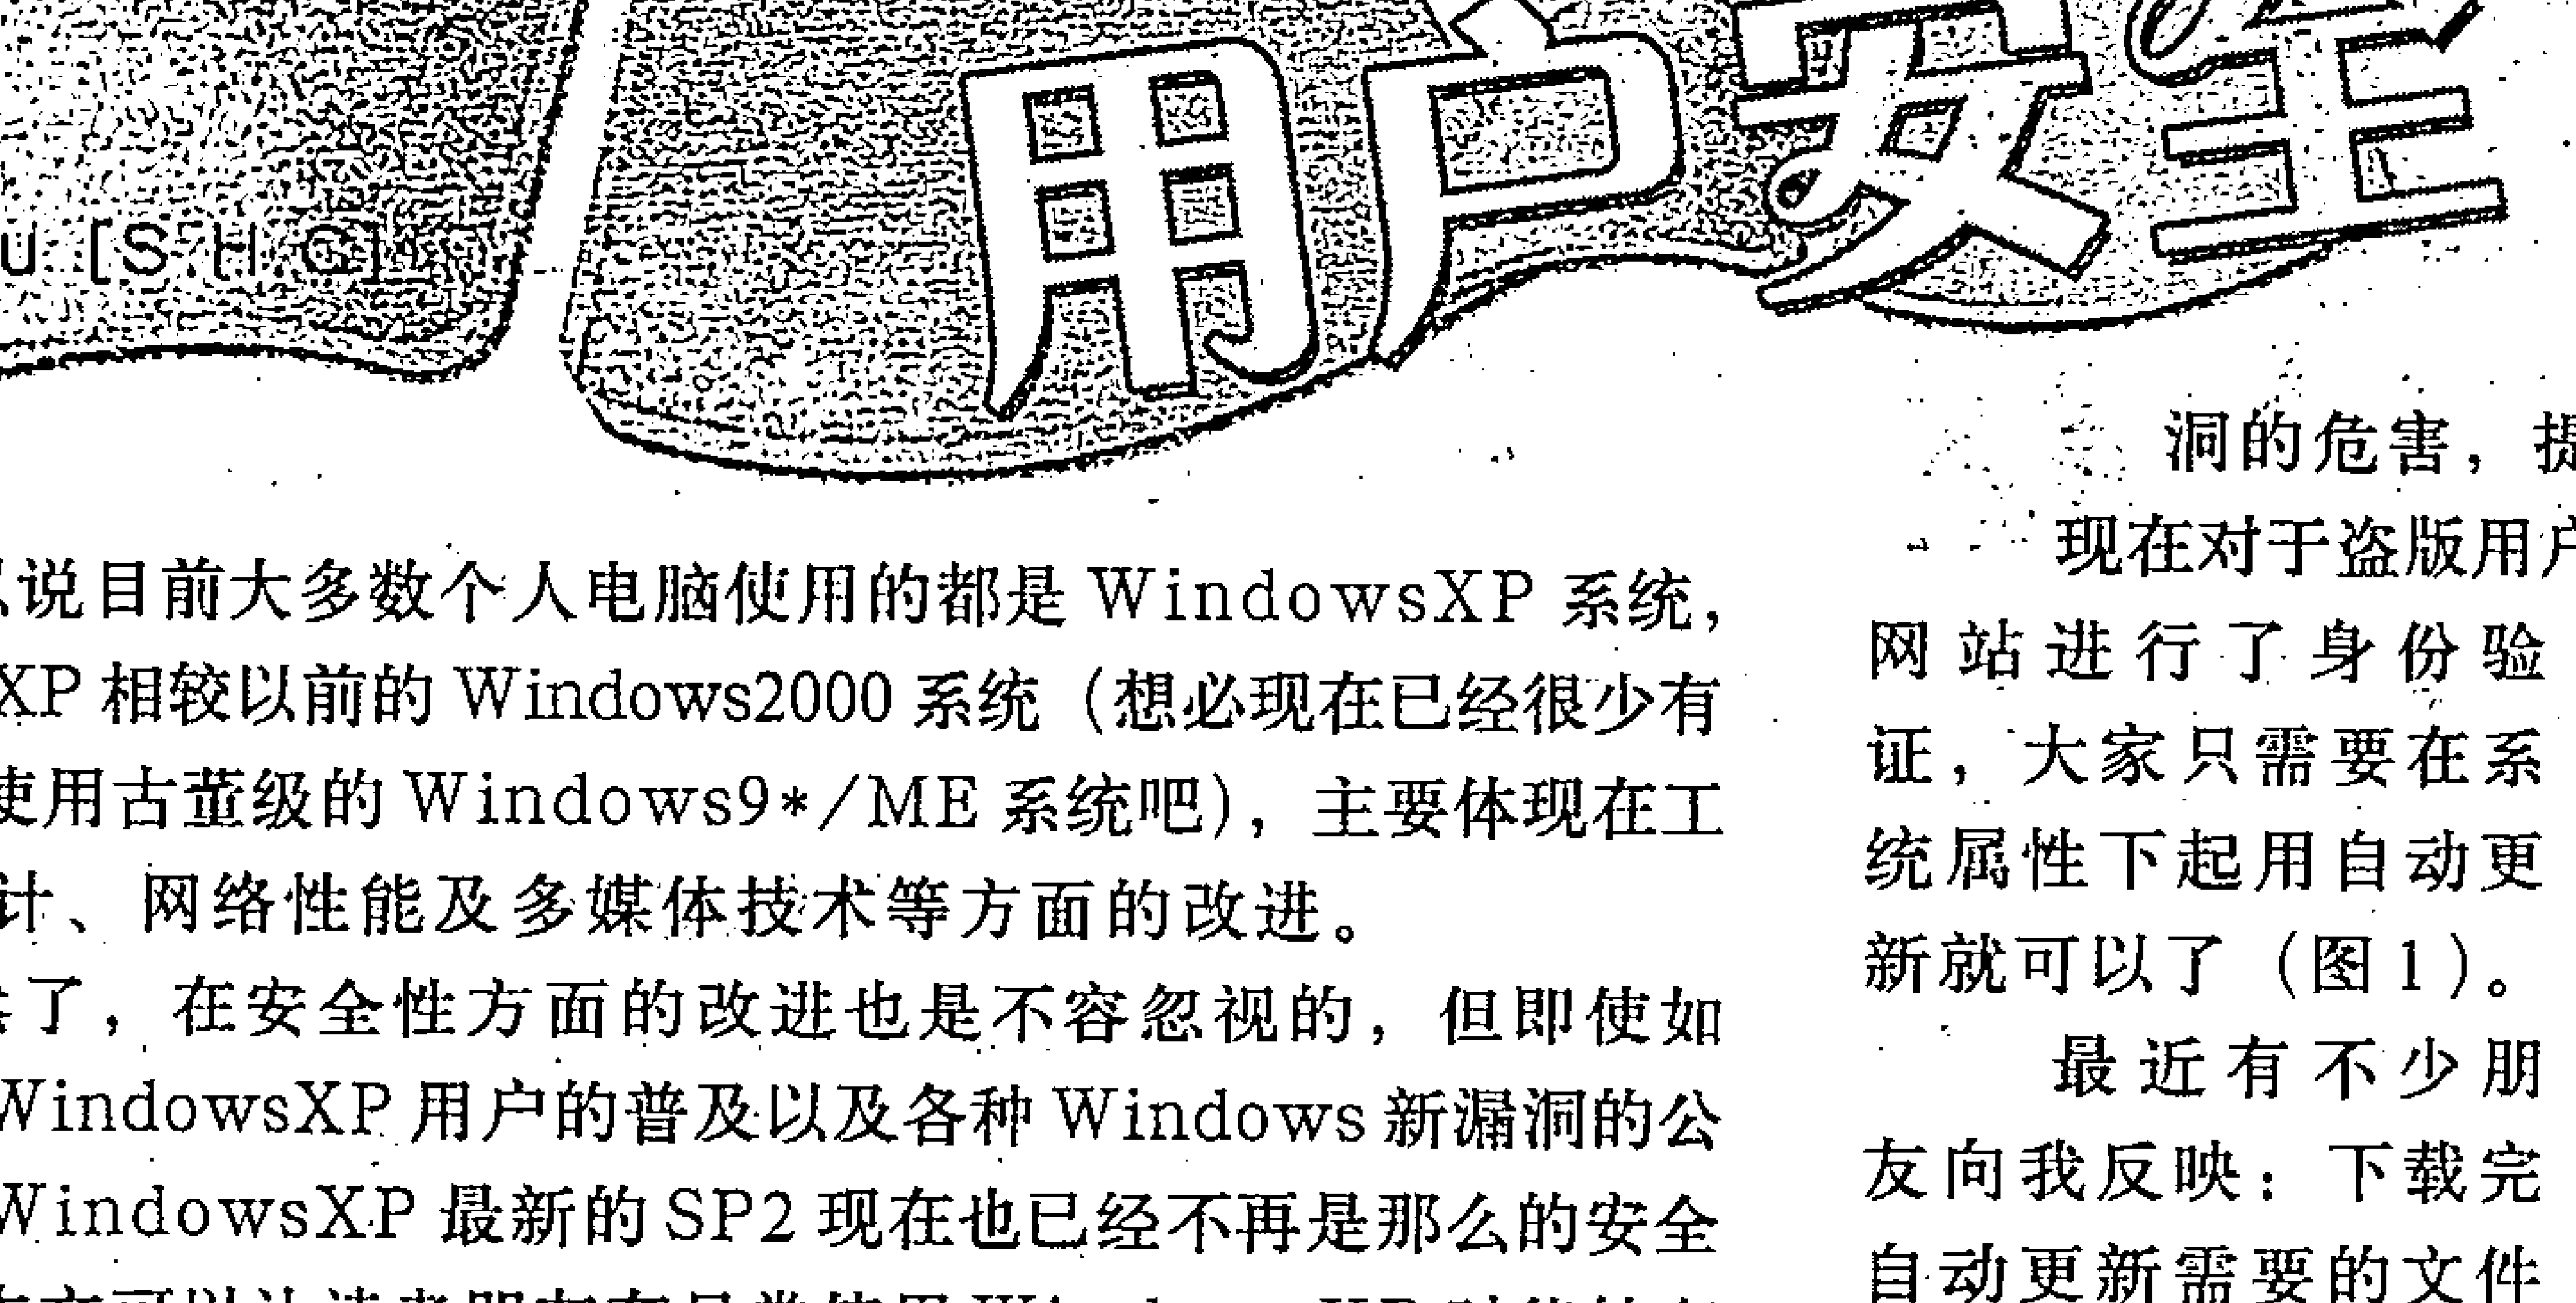 用户安全
u [S.H.G]
说目前大多数个人电脑使用的都是 WindowsXP 系统，
XP 相较以前的 Windows2000 系统（想必现在已经很少有
使用古董级的 Windows9*/ME 系统吧），主要体现在工
计、网络性能及多媒体技术等方面的改进。
了，在安全性方面的改进也是不容忽视的，但即使如
WindowsXP 用户的普及以及各种 Windows 新漏洞的公
WindowsXP 最新的 SP2 现在也已经不再是那么的安全
洞的危害，提
现在对于盗版用户
网站进行了身份验
证，大家只需要在系
统属性下起用自动更
新就可以了（图 1）。
最近有不少朋
友向我反映：下载完
自动更新需要的文件